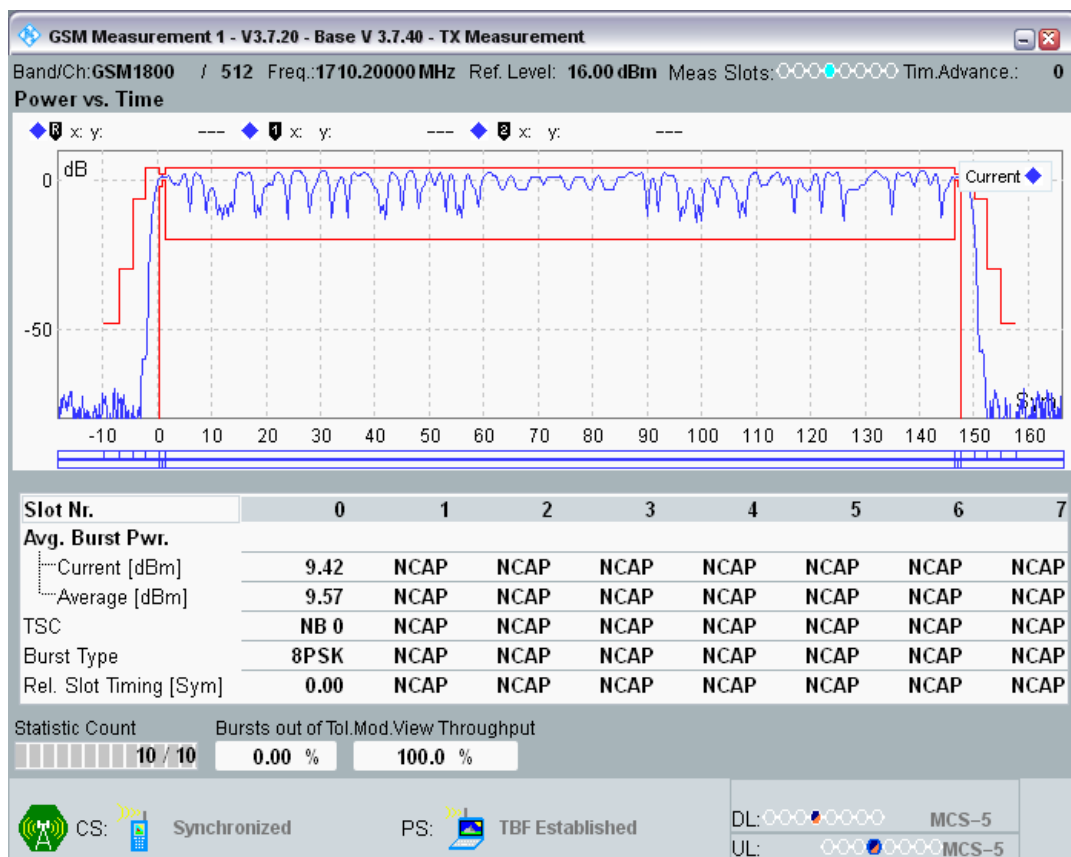 GSM Measurement 1 - V3.7.20 - Base V 3.7.40 - TX Measurement
Band/Ch:GSM1800 / 512 Freq.:1710.20000 MHz Ref. Level: 16.00 dBm Meas Slots: Tim.Advance.: 0
Power vs. Time
R x: y: --- 1 x: y: --- 2 x: y: ---
dB
Current
0
-50
Sym
-10 0 10 20 30 40 50 60 70 80 90 100 110 120 130 140 150 160
Slot Nr. 0 1 2 3 4 5 6 7
Avg. Burst Pwr.
Current [dBm] 9.42 NCAP NCAP NCAP NCAP NCAP NCAP NCAP
Average [dBm] 9.57 NCAP NCAP NCAP NCAP NCAP NCAP NCAP
TSC NB 0 NCAP NCAP NCAP NCAP NCAP NCAP NCAP
Burst Type 8PSK NCAP NCAP NCAP NCAP NCAP NCAP NCAP
Rel. Slot Timing [Sym] 0.00 NCAP NCAP NCAP NCAP NCAP NCAP NCAP
Statistic Count Bursts out of Tol.Mod.View Throughput
10 / 10 0.00 % 100.0 %
CS: Synchronized PS: TBF Established DL: MCS-5
UL: MCS-5